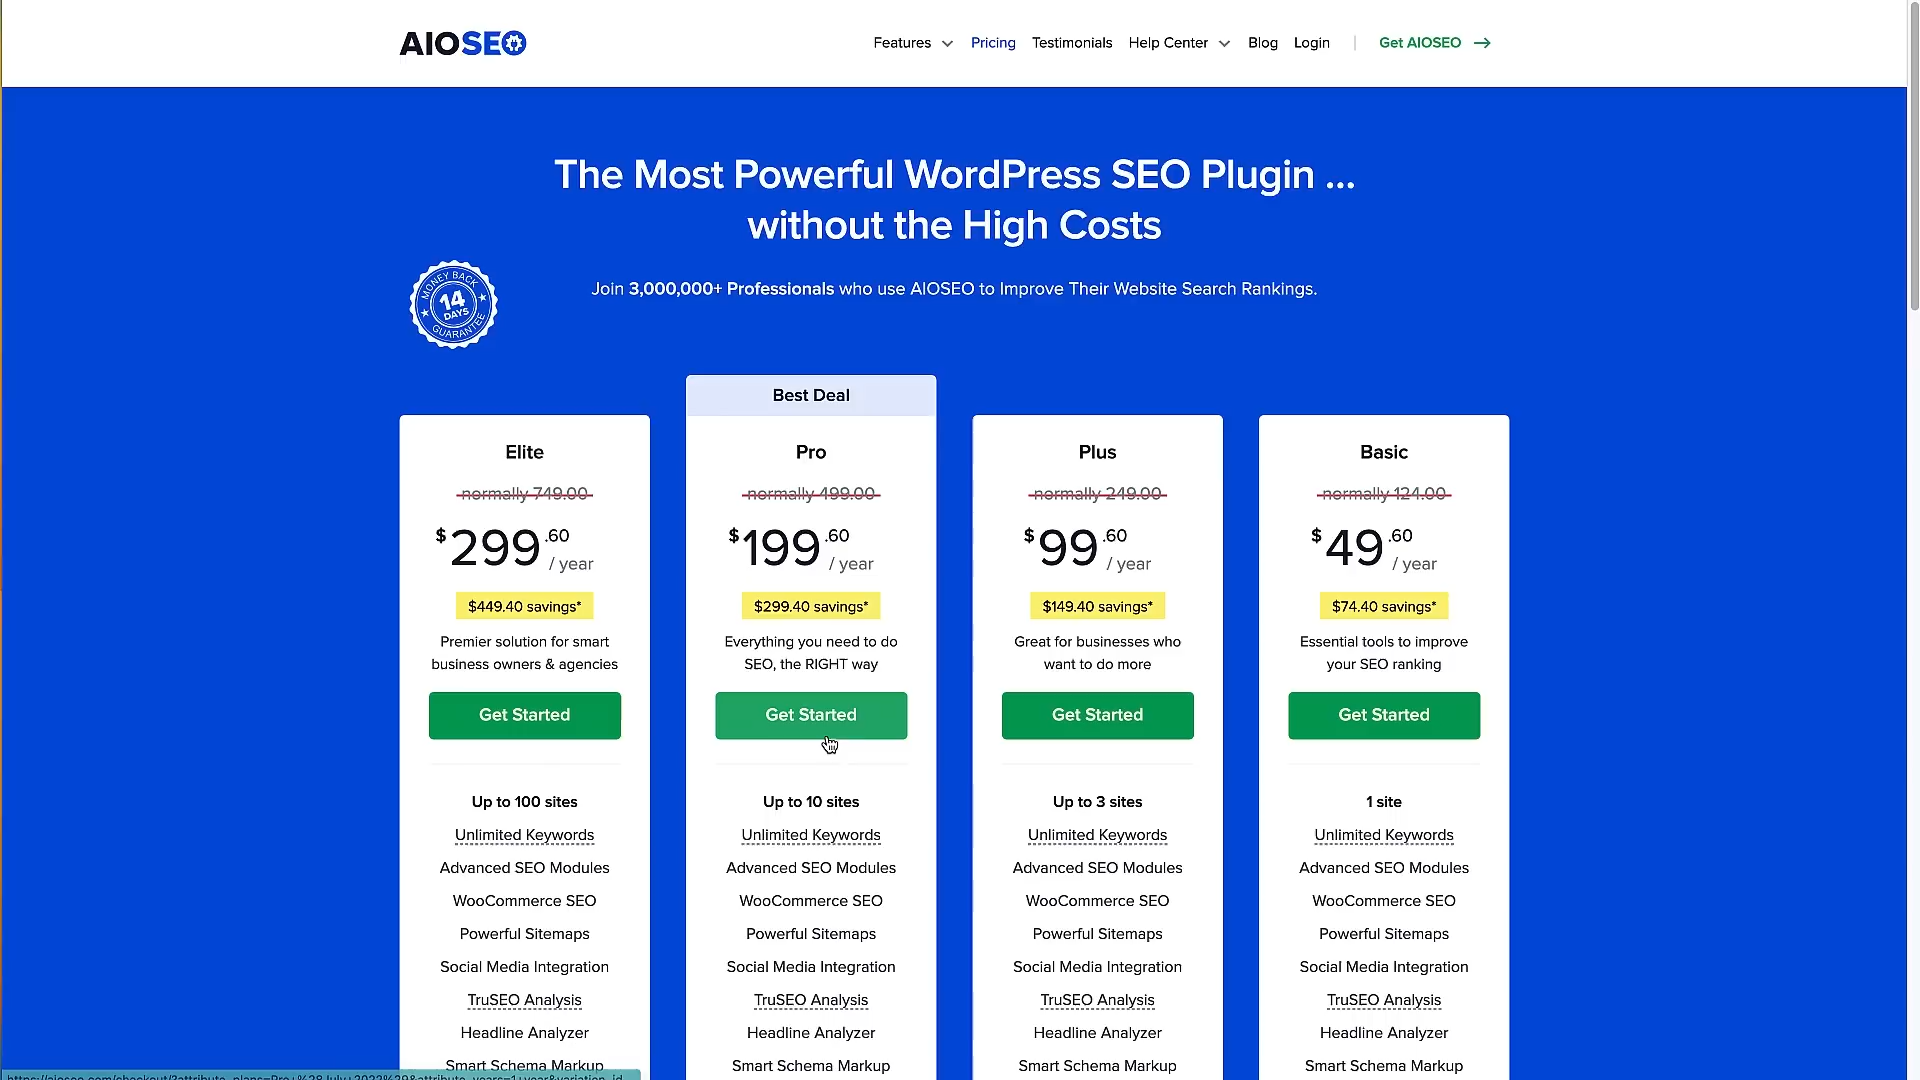 AIOSEO
Features
Pricing
Testimonials
Help Center
Blog
Login
Get AIOSEO
The Most Powerful WordPress SEO Plugin ...
without the High Costs
MONEY BACK
14
DAYS
GUARANTEE
Join 3,000,000+ Professionals who use AIOSEO to Improve Their Website Search Rankings.
Elite
normally 749.00
$299.60
/ year
$449.40 savings*
Premier solution for smart
business owners & agencies
Get Started
Up to 100 sites
Unlimited Keywords
Advanced SEO Modules
WooCommerce SEO
Powerful Sitemaps
Social Media Integration
TruSEO Analysis
Headline Analyzer
Smart Schema Markup
Best Deal
Pro
normally 499.00
$199.60
/ year
$299.40 savings*
Everything you need to do
SEO, the RIGHT way
Get Started
Up to 10 sites
Unlimited Keywords
Advanced SEO Modules
WooCommerce SEO
Powerful Sitemaps
Social Media Integration
TruSEO Analysis
Headline Analyzer
Smart Schema Markup
Plus
normally 249.00
$99.60
/ year
$149.40 savings*
Great for businesses who
want to do more
Get Started
Up to 3 sites
Unlimited Keywords
Advanced SEO Modules
WooCommerce SEO
Powerful Sitemaps
Social Media Integration
TruSEO Analysis
Headline Analyzer
Smart Schema Markup
Basic
normally 124.00
$49.60
/ year
$74.40 savings*
Essential tools to improve
your SEO ranking
Get Started
1 site
Unlimited Keywords
Advanced SEO Modules
WooCommerce SEO
Powerful Sitemaps
Social Media Integration
TruSEO Analysis
Headline Analyzer
Smart Schema Markup